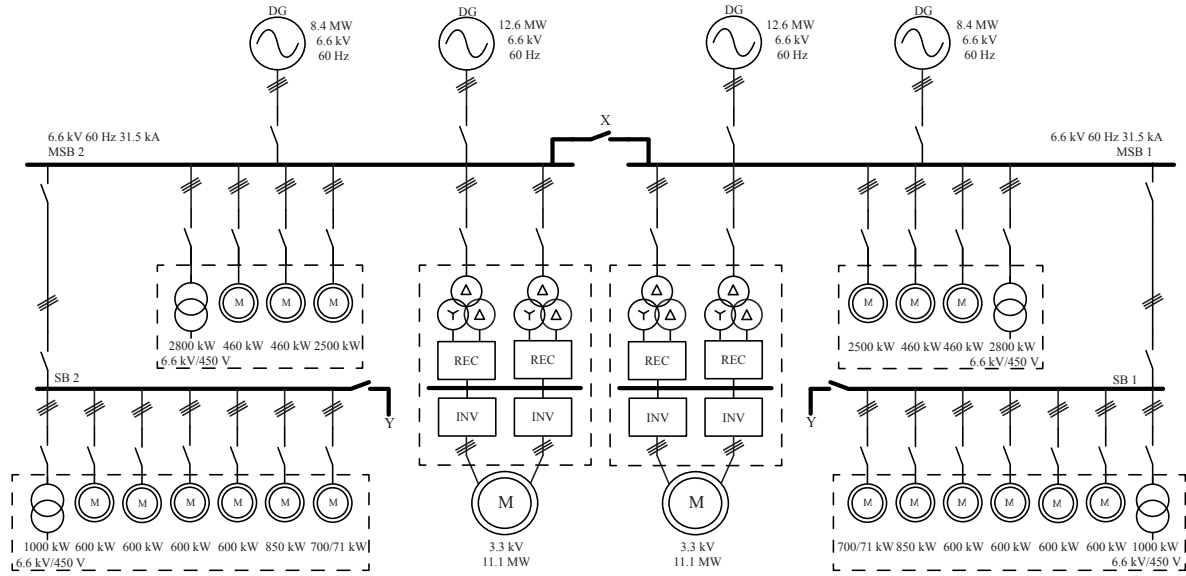 DG
8.4 MW
6.6 kV
60 Hz
DG
12.6 MW
6.6 kV
60 Hz
DG
12.6 MW
6.6 kV
60 Hz
DG
8.4 MW
6.6 kV
60 Hz
6.6 kV 60 Hz 31.5 kA
MSB 2
X
6.6 kV 60 Hz 31.5 kA
MSB 1
M M M
2800 kW 460 kW 460 kW 2500 kW
6.6 kV/450 V
REC REC
INV INV
M
3.3 kV
11.1 MW
REC REC
INV INV
M
3.3 kV
11.1 MW
M M M
2500 kW 460 kW 460 kW 2800 kW
6.6 kV/450 V
SB 2
Y
M M M M M M
1000 kW 600 kW 600 kW 600 kW 600 kW 850 kW 700/71 kW
6.6 kV/450 V
SB 1
Y
M M M M M M
700/71 kW 850 kW 600 kW 600 kW 600 kW 600 kW 1000 kW
6.6 kV/450 V